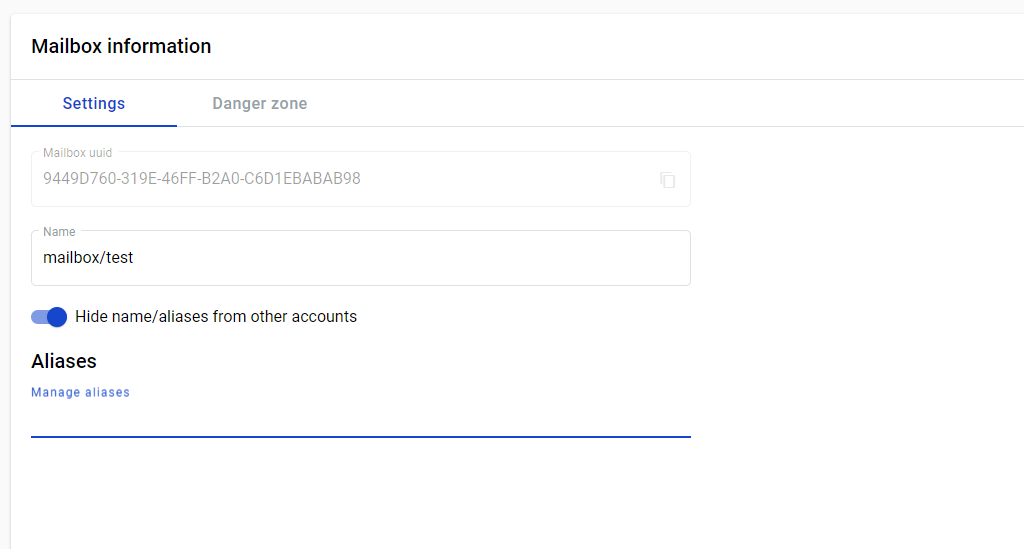 Mailbox information
Settings
Danger zone
Mailbox uuid
9449D760-319E-46FF-B2A0-C6D1EBABAB98
Name
mailbox/test
Hide name/aliases from other accounts
Aliases
Manage aliases